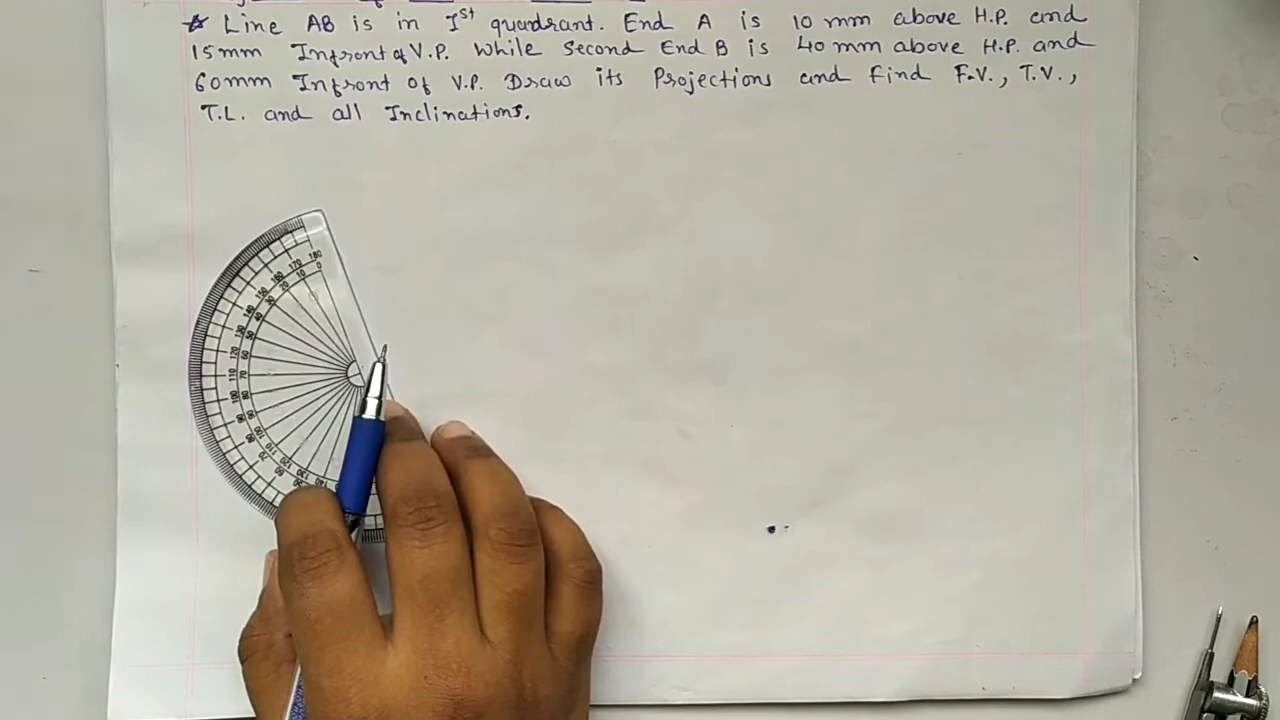 * Line AB is in Ist quadrant. End A is 10 mm above H.P. and
15mm Infront of V.P. While Second End B is 40 mm above H.P. and
60mm Infront of V.P. Draw its Projections and find F.V., T.V.,
T.L. and all Inclinations.